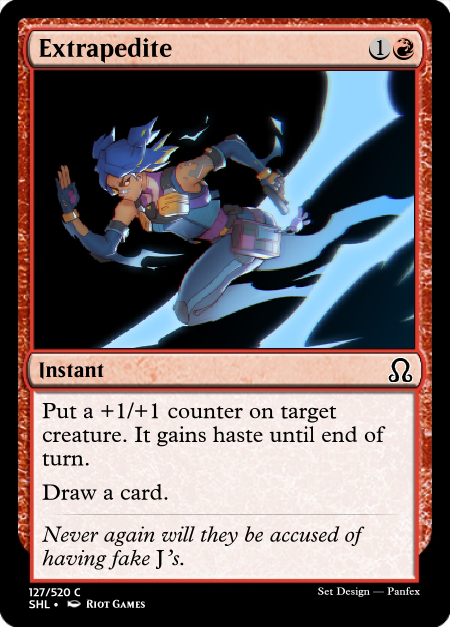 Extrapedite 1
Instant
Put a +1/+1 counter on target
creature. It gains haste until end of
turn.
Draw a card.
Never again will they be accused of
having fake J's.
127/520 C
Set Design — Panfex
SHL • Riot Games